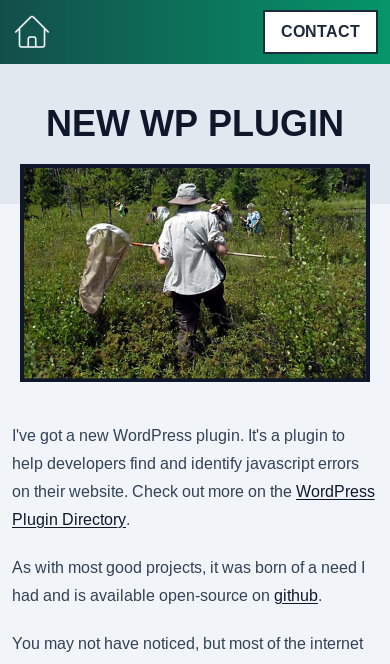 CONTACT
NEW WP PLUGIN
I've got a new WordPress plugin. It's a plugin to
help developers find and identify javascript errors
on their website. Check out more on the WordPress
Plugin Directory.
As with most good projects, it was born of a need I
had and is available open-source on github.
You may not have noticed, but most of the internet